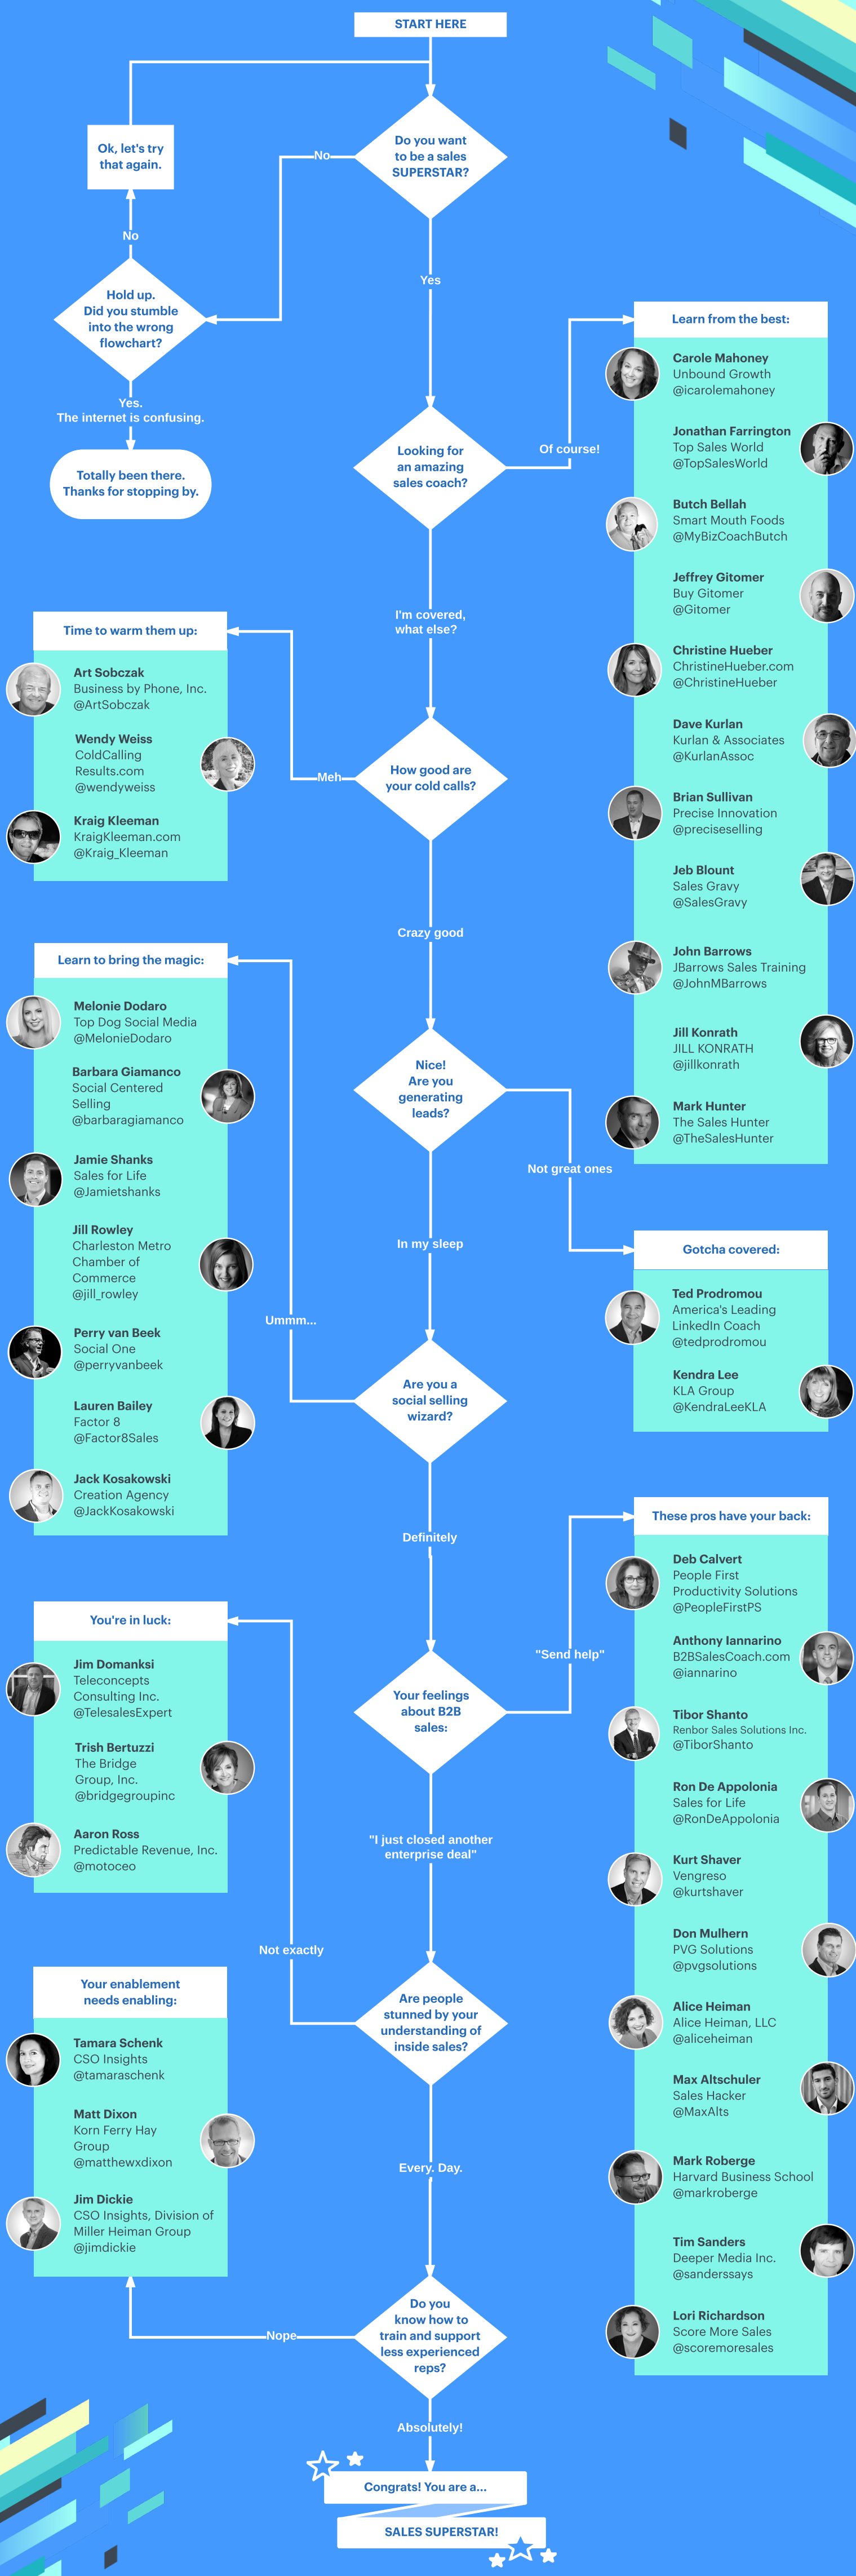 START HERE
Do you want
to be a sales
SUPERSTAR?
No
Ok, let's try
that again.
No
Hold up.
Did you stumble
into the wrong
flowchart?
Yes.
The internet is confusing.
Totally been there.
Thanks for stopping by.
Yes
Looking for
an amazing
sales coach?
Of course!
Learn from the best:
Carole Mahoney
Unbound Growth
@icarolemahoney
Jonathan Farrington
Top Sales World
@TopSalesWorld
Butch Bellah
Smart Mouth Foods
@MyBizCoachButch
Jeffrey Gitomer
Buy Gitomer
@Gitomer
Christine Hueber
ChristineHueber.com
@ChristineHueber
Dave Kurlan
Kurlan & Associates
@KurlanAssoc
Brian Sullivan
Precise Innovation
@preciseselling
Jeb Blount
Sales Gravy
@SalesGravy
John Barrows
JBarrows Sales Training
@JohnMBarrows
Jill Konrath
JILL KONRATH
@jillkonrath
Mark Hunter
The Sales Hunter
@TheSalesHunter
I'm covered,
what else?
How good are
your cold calls?
Meh
Time to warm them up:
Art Sobczak
Business by Phone, Inc.
@ArtSobczak
Wendy Weiss
ColdCalling
Results.com
@wendyweiss
Kraig Kleeman
KraigKleeman.com
@Kraig_Kleeman
Crazy good
Nice!
Are you
generating
leads?
Not great ones
Gotcha covered:
Ted Prodromou
America's Leading
LinkedIn Coach
@tedprodromou
Kendra Lee
KLA Group
@KendraLeeKLA
In my sleep
Are you a
social selling
wizard?
Ummm...
Learn to bring the magic:
Melonie Dodaro
Top Dog Social Media
@MelonieDodaro
Barbara Giamanco
Social Centered
Selling
@barbaragiamanco
Jamie Shanks
Sales for Life
@Jamietshanks
Jill Rowley
Charleston Metro
Chamber of
Commerce
@jill_rowley
Perry van Beek
Social One
@perryvanbeek
Lauren Bailey
Factor 8
@Factor8Sales
Jack Kosakowski
Creation Agency
@JackKosakowski
Definitely
Your feelings
about B2B
sales:
"Send help"
These pros have your back:
Deb Calvert
People First
Productivity Solutions
@PeopleFirstPS
Anthony Iannarino
B2BSalesCoach.com
@iannarino
Tibor Shanto
Renbor Sales Solutions Inc.
@TiborShanto
Ron De Appolonia
Sales for Life
@RonDeAppolonia
Kurt Shaver
Vengreso
@kurtshaver
Don Mulhern
PVG Solutions
@pvgsolutions
Alice Heiman
Alice Heiman, LLC
@aliceheiman
Max Altschuler
Sales Hacker
@MaxAlts
Mark Roberge
Harvard Business School
@markroberge
Tim Sanders
Deeper Media Inc.
@sanderssays
Lori Richardson
Score More Sales
@scoremoresales
"I just closed another
enterprise deal"
Are people
stunned by your
understanding of
inside sales?
Not exactly
You're in luck:
Jim Domanksi
Teleconcepts
Consulting Inc.
@TelesalesExpert
Trish Bertuzzi
The Bridge
Group, Inc.
@bridgegroupinc
Aaron Ross
Predictable Revenue, Inc.
@motoceo
Every. Day.
Do you
know how to
train and support
less experienced
reps?
Nope
Your enablement
needs enabling:
Tamara Schenk
CSO Insights
@tamaraschenk
Matt Dixon
Korn Ferry Hay
Group
@matthewxdixon
Jim Dickie
CSO Insights, Division of
Miller Heiman Group
@jimdickie
Absolutely!
Congrats! You are a...
SALES SUPERSTAR!